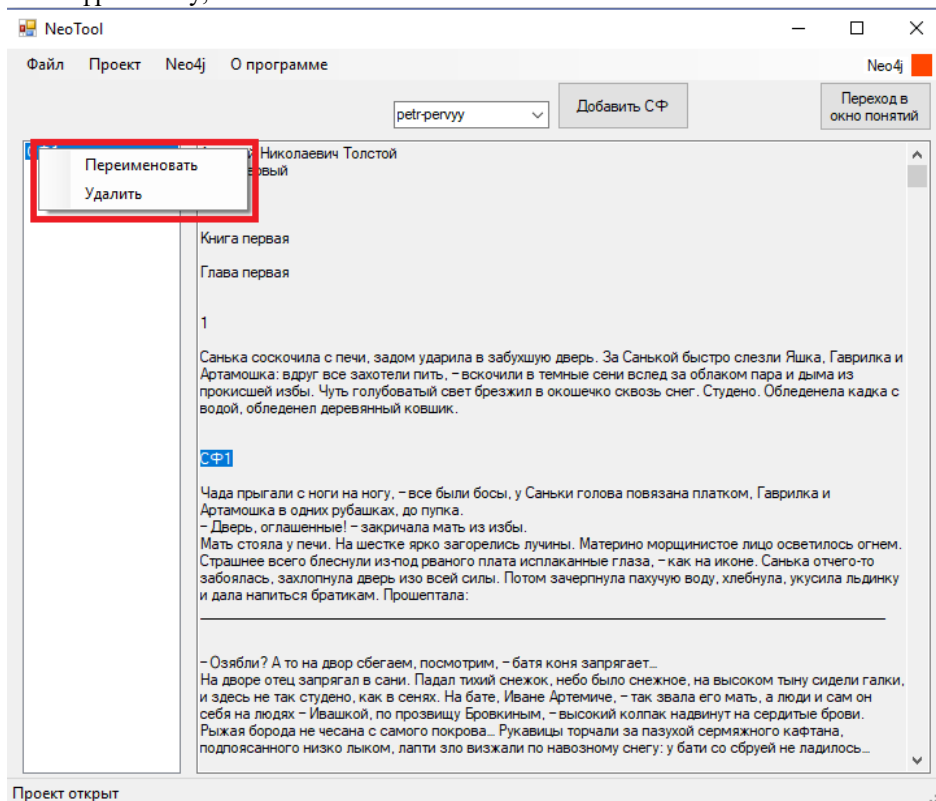 NeoTool
Файл Проект Neo4j О программе Neo4j
petr-pervyy Добавить СФ Переход в
окно понятий
Переименовать
Удалить
Николаевич Толстой
Книга первая
Глава первая
1
Санька соскочила с печи, задом ударила в забухшую дверь. За Санькой быстро слезли Яшка, Гаврилка и
Артамошка: вдруг все захотели пить, – вскочили в темные сени вслед за облаком пара и дыма из
прокисшей избы. Чуть голубоватый свет брезжил в окошечко сквозь снег. Студено. Обледенела кадка с
водой, обледенел деревянный ковшик.
СФ1
Чада прыгали с ноги на ногу, – все были босы, у Саньки голова повязана платком, Гаврилка и
Артамошка в одних рубашках, до пупка.
– Дверь, оглашенные! – закричала мать из избы.
Мать стояла у печи. На шестке ярко загорелись лучины. Материно морщинистое лицо осветилось огнем.
Страшнее всего блеснули из-под рваного плата исплаканные глаза, – как на иконе. Санька отчего-то
забоялась, захлопнула дверь изо всей силы. Потом зачерпнула пахучую воду, хлебнула, укусила льдинку
и дала напиться братикам. Прошептала:
– Озябли? А то на двор сбегаем, посмотрим, – батя коня запрягает...
На дворе отец запрягал в сани. Падал тихий снежок, небо было снежное, на высоком тыну сидели галки,
и здесь не так студено, как в сенях. На бате, Иване Артемиче, – так звала его мать, а люди и сам он
себя на людях – Ивашкой, по прозвищу Бровкиным, – высокий колпак надвинут на сердитые брови.
Рыжая борода не чесана с самого покрова... Рукавицы торчали за пазухой сермяжного кафтана,
подпоясанного низко лыком, лапти зло визжали по навозному снегу: у бати со сбруей не ладилось...
Проект открыт